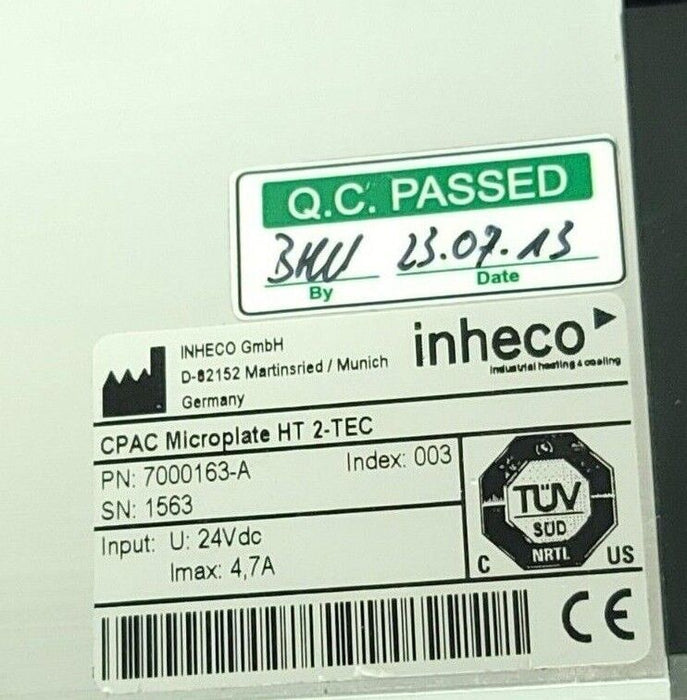 Q.C. PASSED
23.07.13
By
Date
inheco
Industrial heating & cooling
INHECO GmbH
D-82152 Martinsried / Munich
Germany
CPAC Microplate HT 2-TEC
PN: 7000163-A
Index: 003
SN: 1563
Input: U: 24Vdc
Imax: 4,7A
TÜV
SÜD
NRTL
C
US
CE